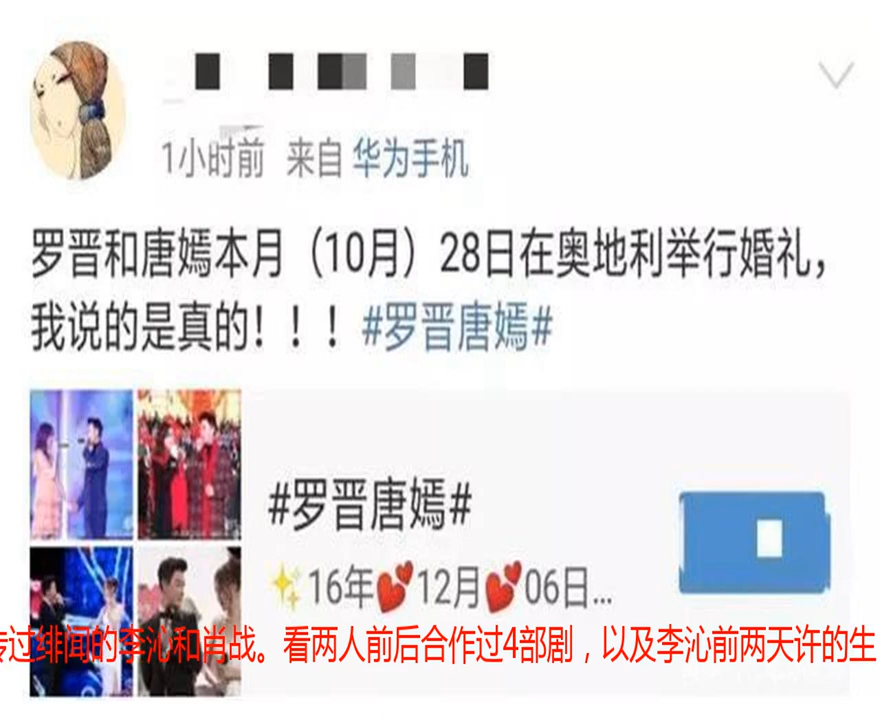 1小时前 来自 华为手机
罗晋和唐嫣本月（10月）28日在奥地利举行婚礼，
我说的是真的！！！#罗晋唐嫣#
#罗晋唐嫣#
✨16年💕12月💕06日...
传过绯闻的李沁和肖战。看两人前后合作过4部剧，以及李沁前两天许的生